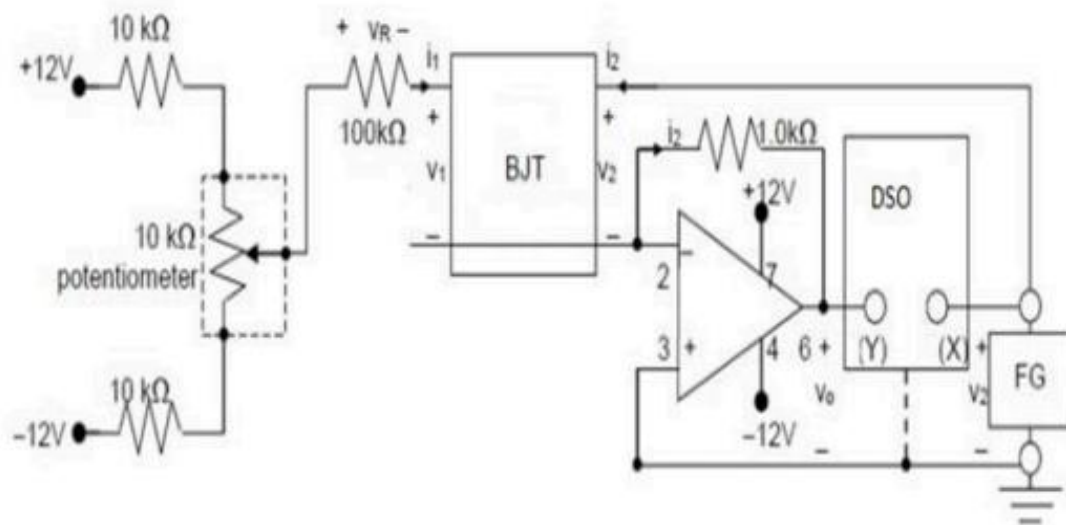 10 kΩ
+12V
+ VR –
100kΩ
i1
+
V1
–
BJT
i2
+
V2
–
i2
1.0kΩ
+12V
DSO
10 kΩ
potentiometer
–
2
7
3
+
4
6
+
(Y)
(X)
+
Vo
V2
FG
10 kΩ
–12V
–12V
–
–